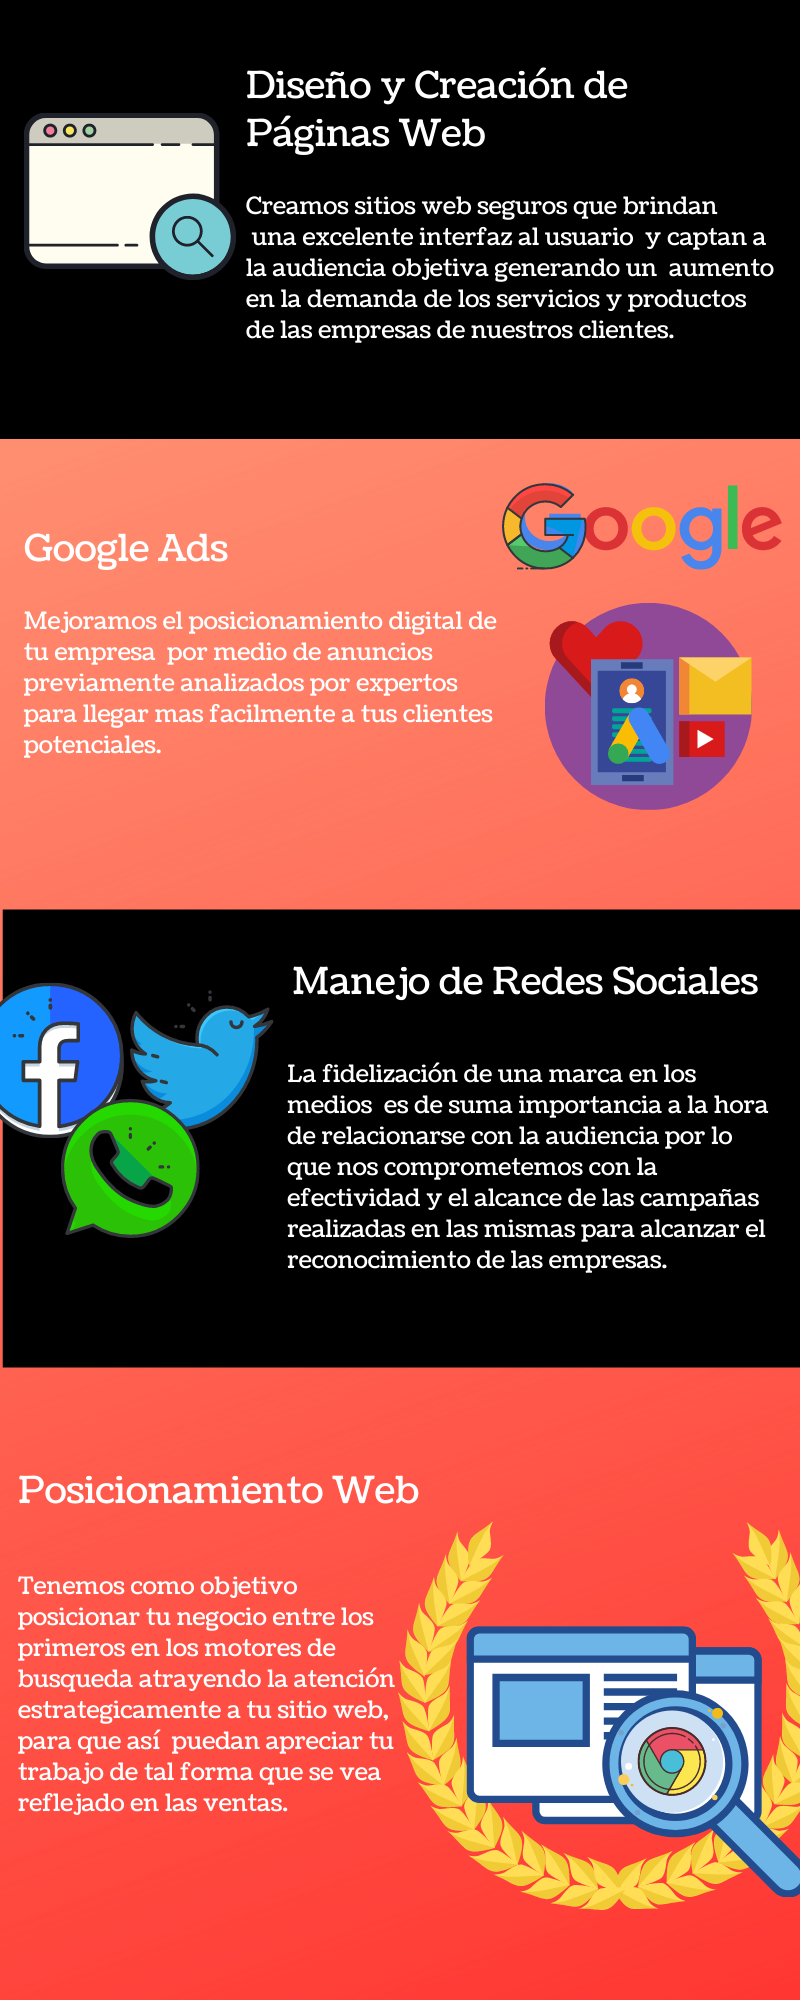 Diseño y Creación de
Páginas Web
Creamos sitios web seguros que brindan
una excelente interfaz al usuario y captan a
la audiencia objetiva generando un aumento
en la demanda de los servicios y productos
de las empresas de nuestros clientes.
Google
Google Ads
Mejoramos el posicionamiento digital de
tu empresa por medio de anuncios
previamente analizados por expertos
para llegar mas facilmente a tus clientes
potenciales.
Manejo de Redes Sociales
La fidelización de una marca en los
medios es de suma importancia a la hora
de relacionarse con la audiencia por lo
que nos comprometemos con la
efectividad y el alcance de las campañas
realizadas en las mismas para alcanzar el
reconocimiento de las empresas.
Posicionamiento Web
Tenemos como objetivo
posicionar tu negocio entre los
primeros en los motores de
busqueda atrayendo la atención
estrategicamente a tu sitio web,
para que así puedan apreciar tu
trabajo de tal forma que se vea
reflejado en las ventas.